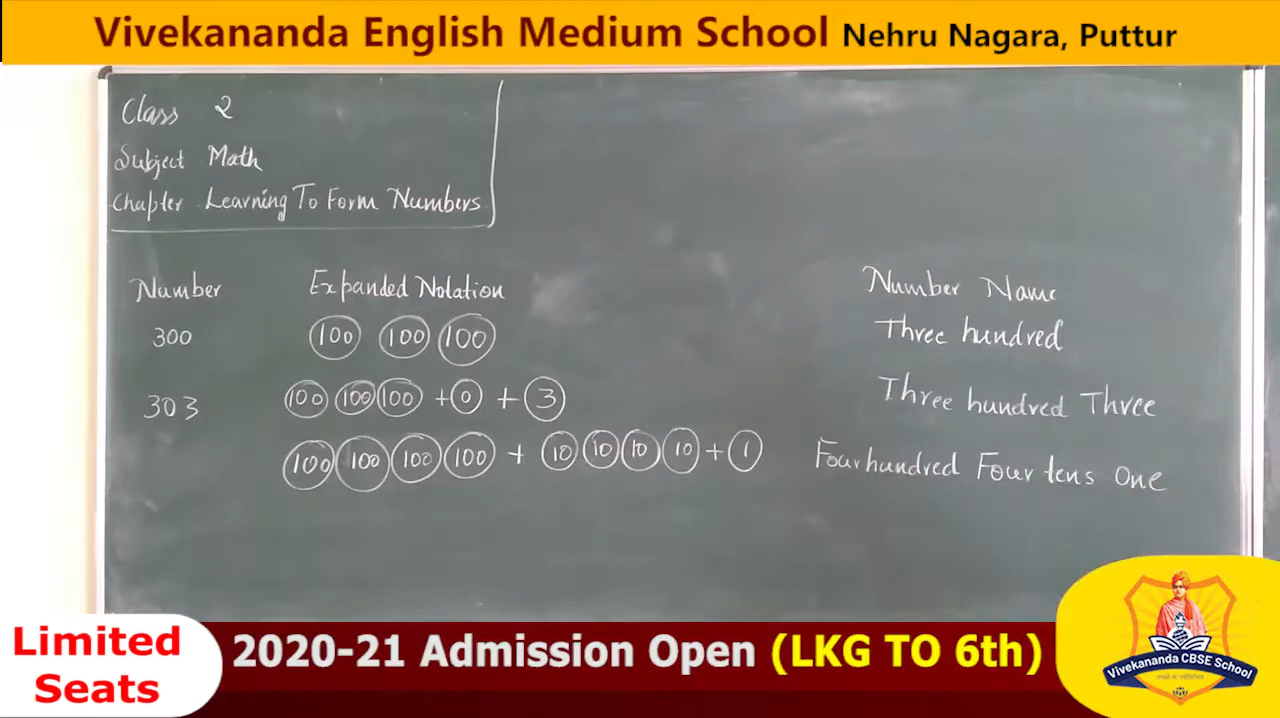 Vivekananda English Medium School Nehru Nagara, Puttur
Class 2
Subject Math
Chapter Learning To Form Numbers
Number Expanded Notation Number Name
300 100 100 100 Three hundred
303 100 100 100 + 0 + 3 Three hundred Three
100 100 100 100 + 10 10 10 10 + 1 Four hundred Four tens One
Limited Seats
2020-21 Admission Open (LKG TO 6th)
Vivekananda CBSE School